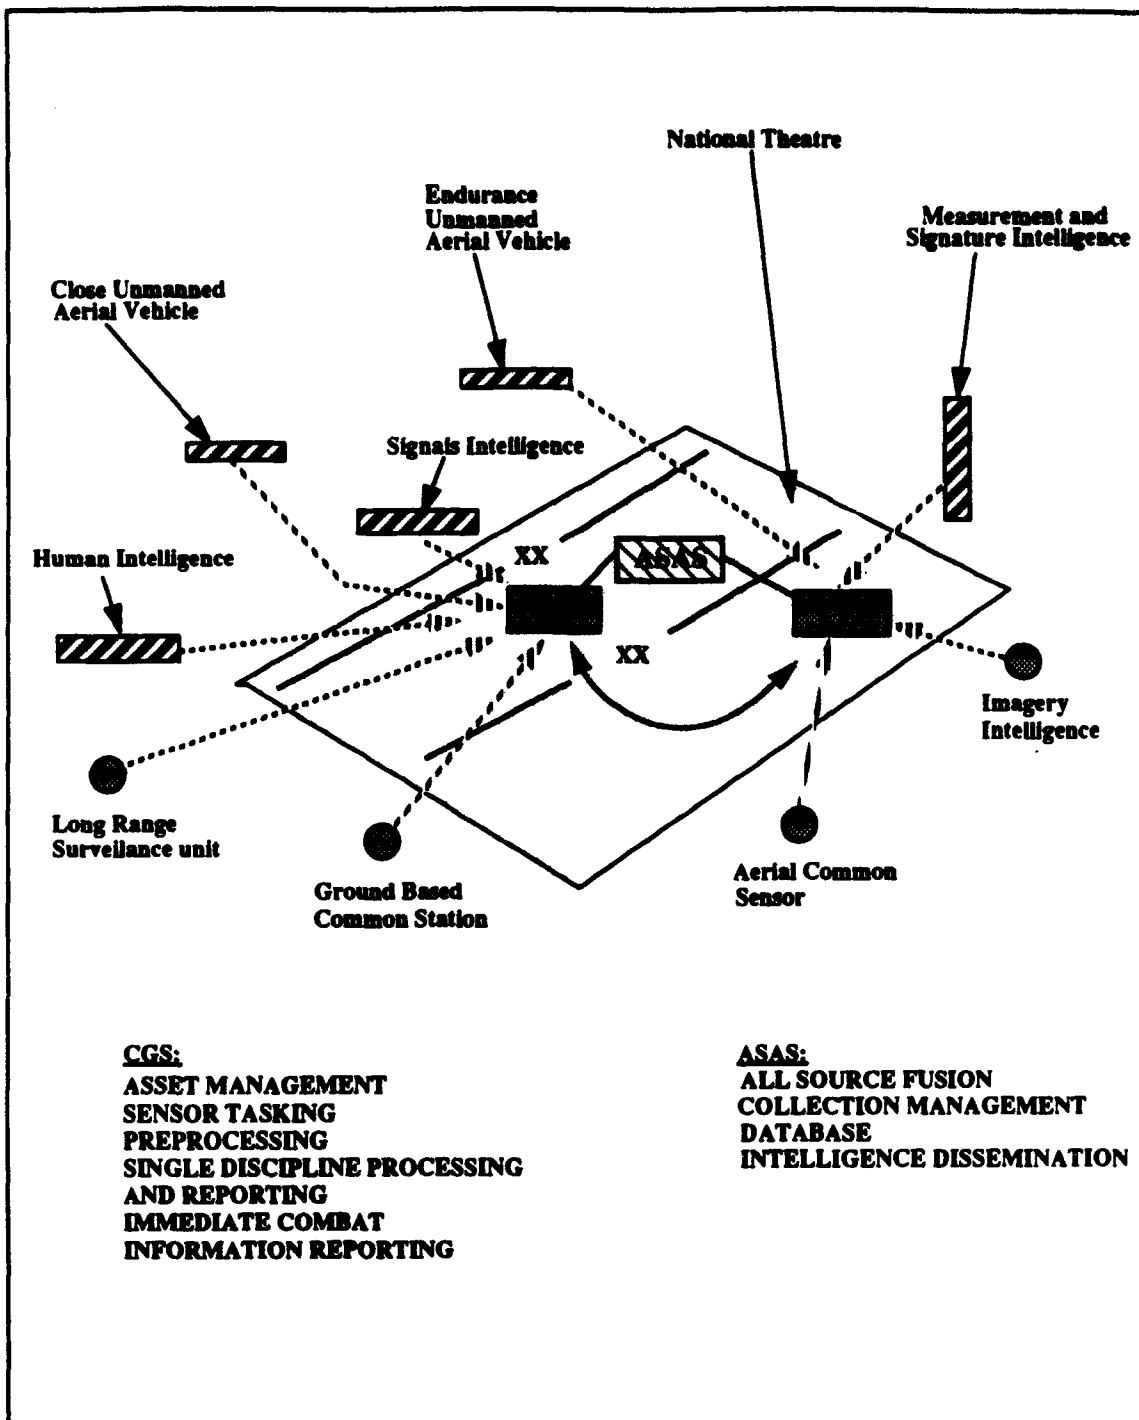 National Theatre
Endurance
Unmanned
Aerial Vehicle
Measurement and
Signature Intelligence
Close Unmanned
Aerial Vehicle
Signals Intelligence
XX
ASAS
Human Intelligence
XX
Imagery
Intelligence
Long Range
Surveilance unit
Ground Based
Common Station
Aerial Common
Sensor
CGS:
ASSET MANAGEMENT
SENSOR TASKING
PREPROCESSING
SINGLE DISCIPLINE PROCESSING
AND REPORTING
IMMEDIATE COMBAT
INFORMATION REPORTING
ASAS:
ALL SOURCE FUSION
COLLECTION MANAGEMENT
DATABASE
INTELLIGENCE DISSEMINATION